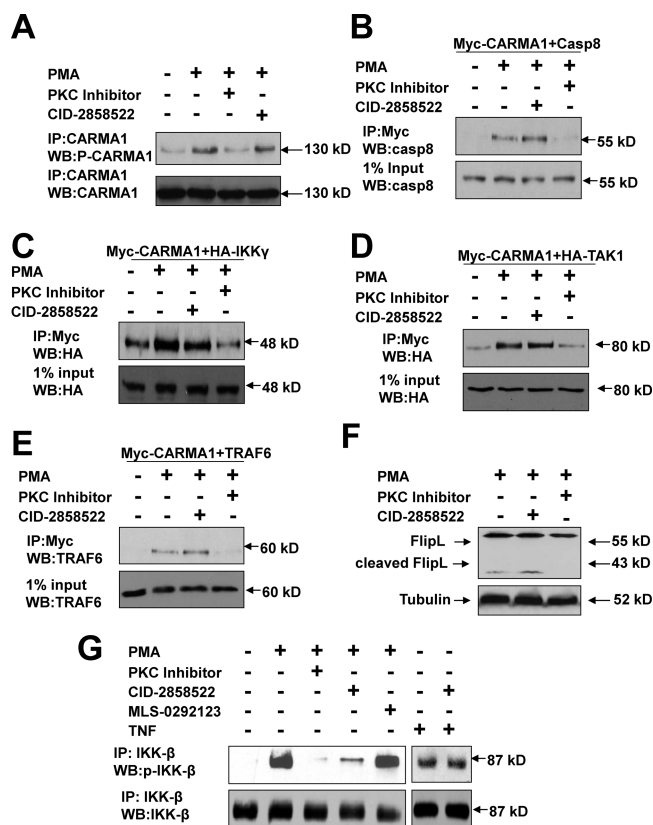 A
PMA - + + +
PKC Inhibitor - - + -
CID-2858522 - - - +
IP:CARMA1
WB:P-CARMA1
130 kD
IP:CARMA1
WB:CARMA1
130 kD
B
Myc-CARMA1+Casp8
PMA - + + +
PKC Inhibitor - - - +
CID-2858522 - - + -
IP:Myc
WB:casp8
55 kD
1% Input
WB:casp8
55 kD
C
Myc-CARMA1+HA-IKKγ
PMA - + + +
PKC Inhibitor - - - +
CID-2858522 - - + -
IP:Myc
WB:HA
48 kD
1% input
WB:HA
48 kD
D
Myc-CARMA1+HA-TAK1
PMA - + + +
PKC Inhibitor - - - +
CID-2858522 - - + -
IP:Myc
WB:HA
80 kD
1% input
WB:HA
80 kD
E
Myc-CARMA1+TRAF6
PMA - + + +
PKC Inhibitor - - - +
CID-2858522 - - + -
IP:Myc
WB:TRAF6
60 kD
1% input
WB:TRAF6
60 kD
F
PMA + + +
PKC Inhibitor - - +
CID-2858522 - + -
FlipL 55 kD
cleaved FlipL 43 kD
Tubulin 52 kD
G
PMA - + + + + - -
PKC Inhibitor - - + - - - -
CID-2858522 - - - + - - +
MLS-0292123 - - - - + - -
TNF - - - - - + +
IP: IKK-β
WB:p-IKK-β
87 kD
IP: IKK-β
WB:IKK-β
87 kD